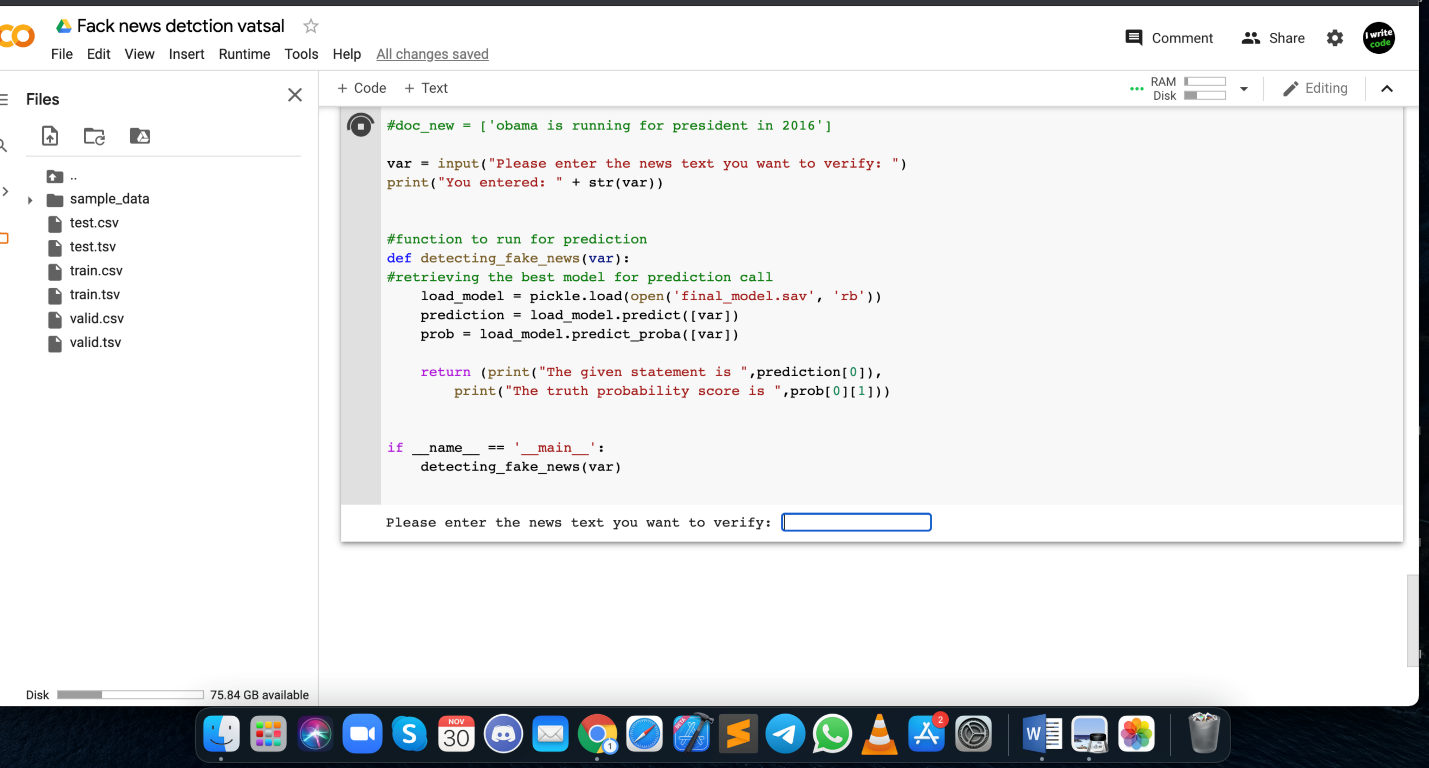 Fack news detction vatsal
File Edit View Insert Runtime Tools Help All changes saved
Comment Share
I write
code
Files
+ Code + Text
RAM
Disk
Editing
..
sample_data
test.csv
test.tsv
train.csv
train.tsv
valid.csv
valid.tsv
#doc_new = ['obama is running for president in 2016']
var = input("Please enter the news text you want to verify: ")
print("You entered: " + str(var))
#function to run for prediction
def detecting_fake_news(var):
#retrieving the best model for prediction call
load_model = pickle.load(open('final_model.sav', 'rb'))
prediction = load_model.predict([var])
prob = load_model.predict_proba([var])
return (print("The given statement is ",prediction[0]),
print("The truth probability score is ",prob[0][1]))
if __name__ == '__main__':
detecting_fake_news(var)
Please enter the news text you want to verify:
Disk 75.84 GB available
NOV
30
1
BETA
2
W